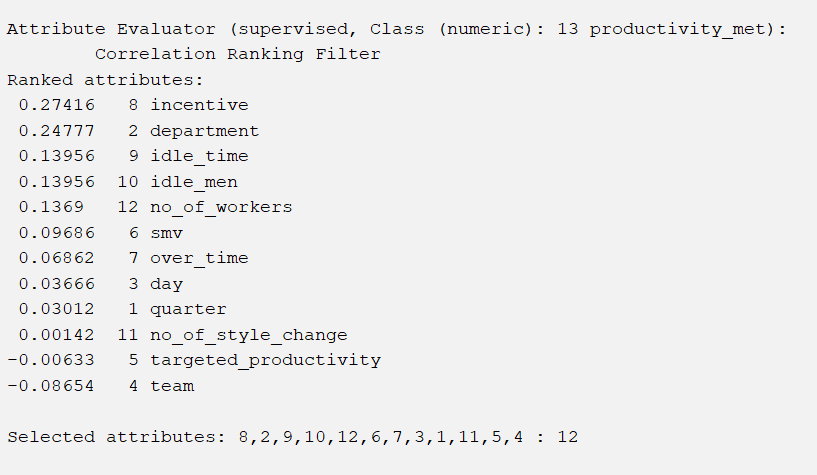 Attribute Evaluator (supervised, Class (numeric): 13 productivity_met):
Correlation Ranking Filter
Ranked attributes:
0.27416 8 incentive
0.24777 2 department
0.13956 9 idle_time
0.13956 10 idle_men
0.1369 12 no_of_workers
0.09686 6 smv
0.06862 7 over_time
0.03666 3 day
0.03012 1 quarter
0.00142 11 no_of_style_change
-0.00633 5 targeted_productivity
-0.08654 4 team
Selected attributes: 8,2,9,10,12,6,7,3,1,11,5,4 : 12